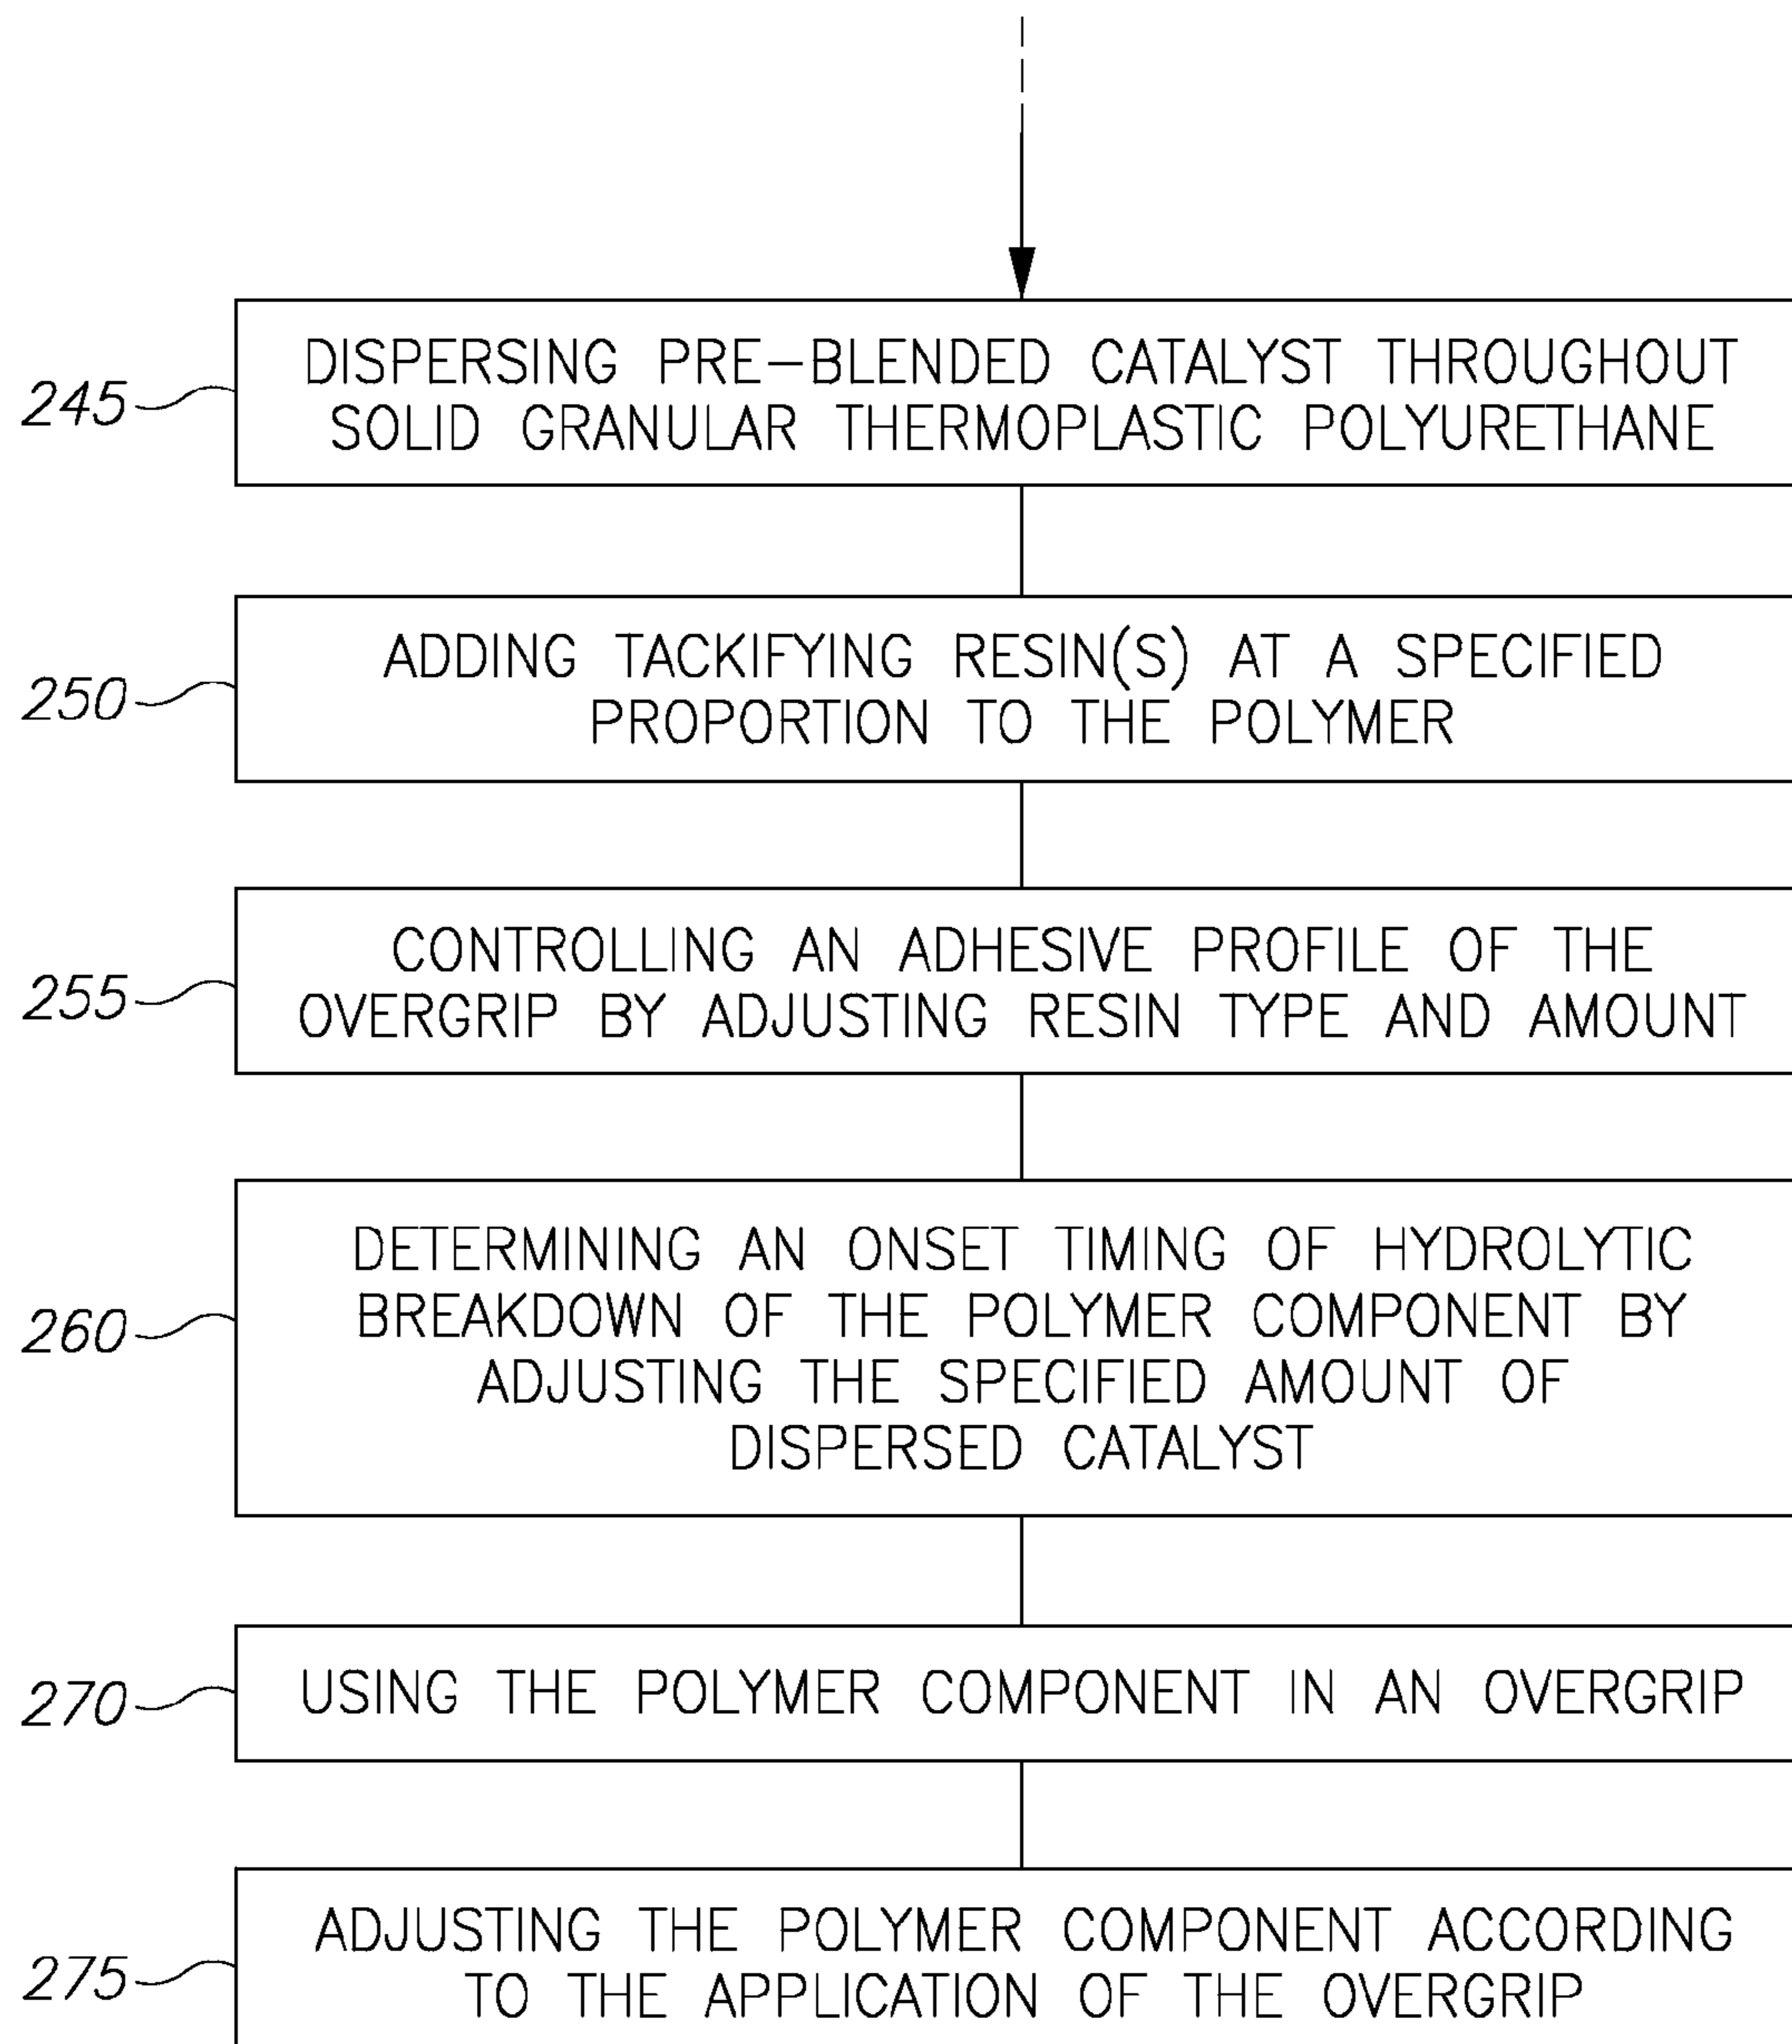 245
DISPERSING PRE-BLENDED CATALYST THROUGHOUT
SOLID GRANULAR THERMOPLASTIC POLYURETHANE
250
ADDING TACKIFYING RESIN(S) AT A SPECIFIED
PROPORTION TO THE POLYMER
255
CONTROLLING AN ADHESIVE PROFILE OF THE
OVERGRIP BY ADJUSTING RESIN TYPE AND AMOUNT
260
DETERMINING AN ONSET TIMING OF HYDROLYTIC
BREAKDOWN OF THE POLYMER COMPONENT BY
ADJUSTING THE SPECIFIED AMOUNT OF
DISPERSED CATALYST
270
USING THE POLYMER COMPONENT IN AN OVERGRIP
275
ADJUSTING THE POLYMER COMPONENT ACCORDING
TO THE APPLICATION OF THE OVERGRIP